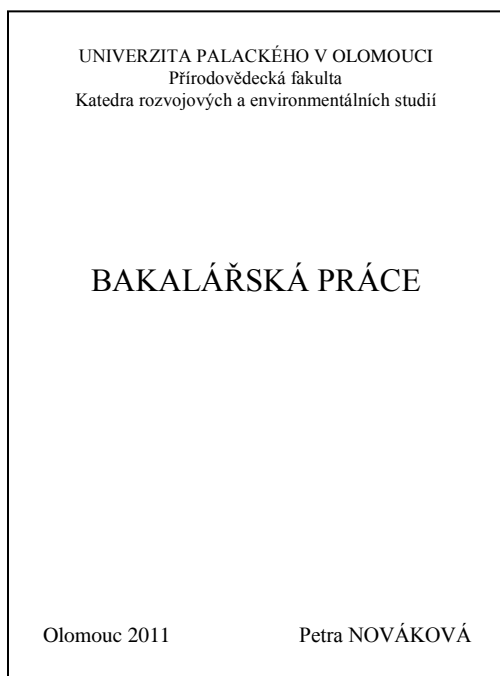 UNIVERZITA PALACKÉHO V OLOMOUCI
Přírodovědecká fakulta
Katedra rozvojových a environmentálních studií
BAKALÁŘSKÁ PRÁCE
Olomouc 2011 Petra NOVÁKOVÁ